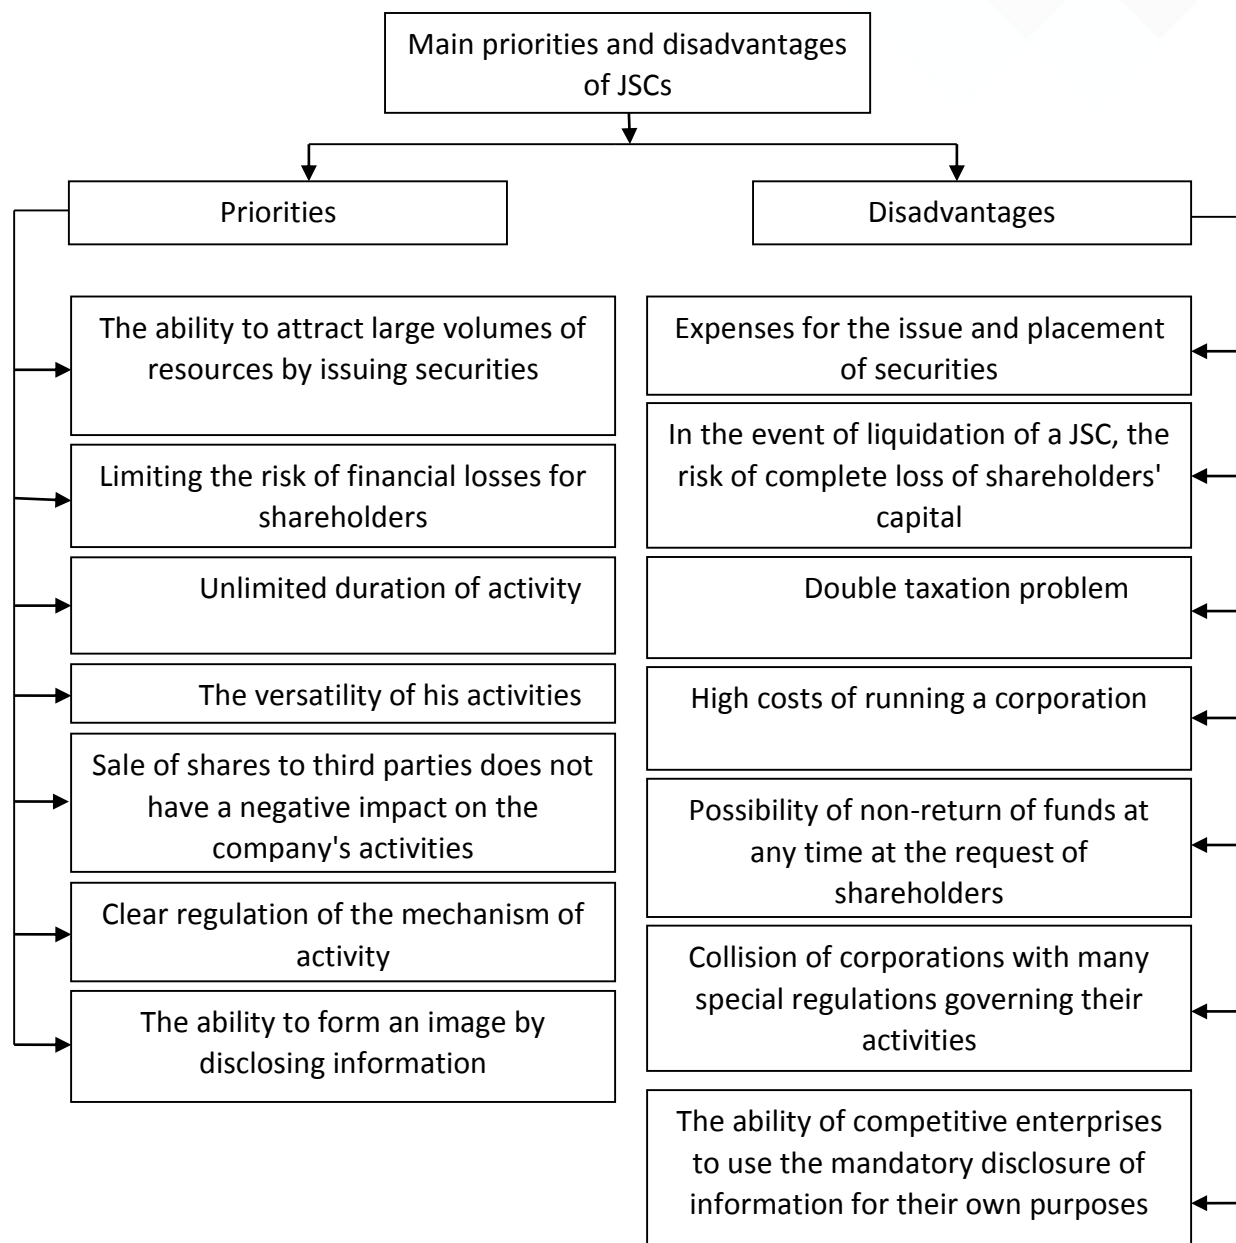 Main priorities and disadvantages
of JSCs
Priorities
Disadvantages
The ability to attract large volumes of
resources by issuing securities
Limiting the risk of financial losses for
shareholders
Unlimited duration of activity
The versatility of his activities
Sale of shares to third parties does not
have a negative impact on the
company's activities
Clear regulation of the mechanism of
activity
The ability to form an image by
disclosing information
Expenses for the issue and placement
of securities
In the event of liquidation of a JSC, the
risk of complete loss of shareholders'
capital
Double taxation problem
High costs of running a corporation
Possibility of non-return of funds at
any time at the request of
shareholders
Collision of corporations with many
special regulations governing their
activities
The ability of competitive enterprises
to use the mandatory disclosure of
information for their own purposes